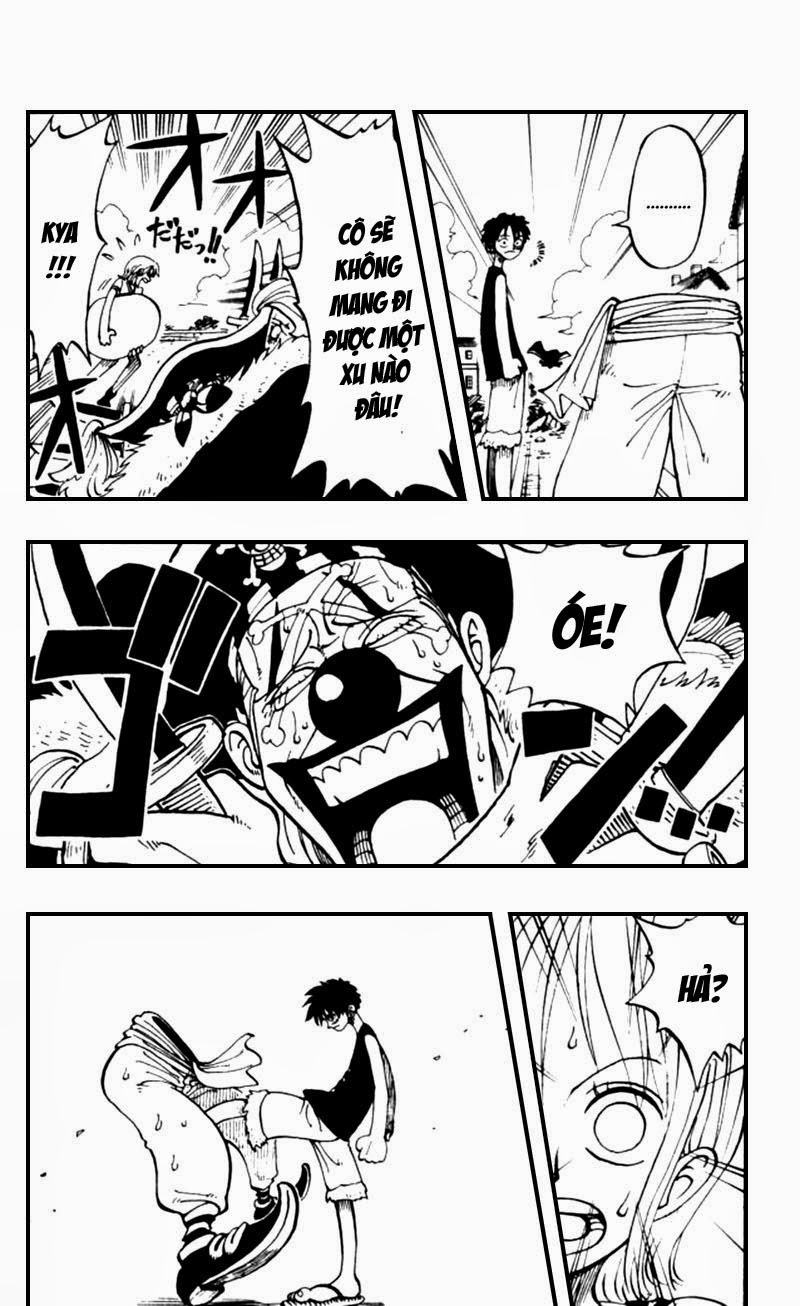 ...........
CÔ SẼ
KHÔNG
MANG ĐI
ĐƯỢC MỘT
XU NÀO
ĐÂU!
オオオ
だだっ!!
KYA
!!!
ÓE!
ゴーン!!
HẢ?